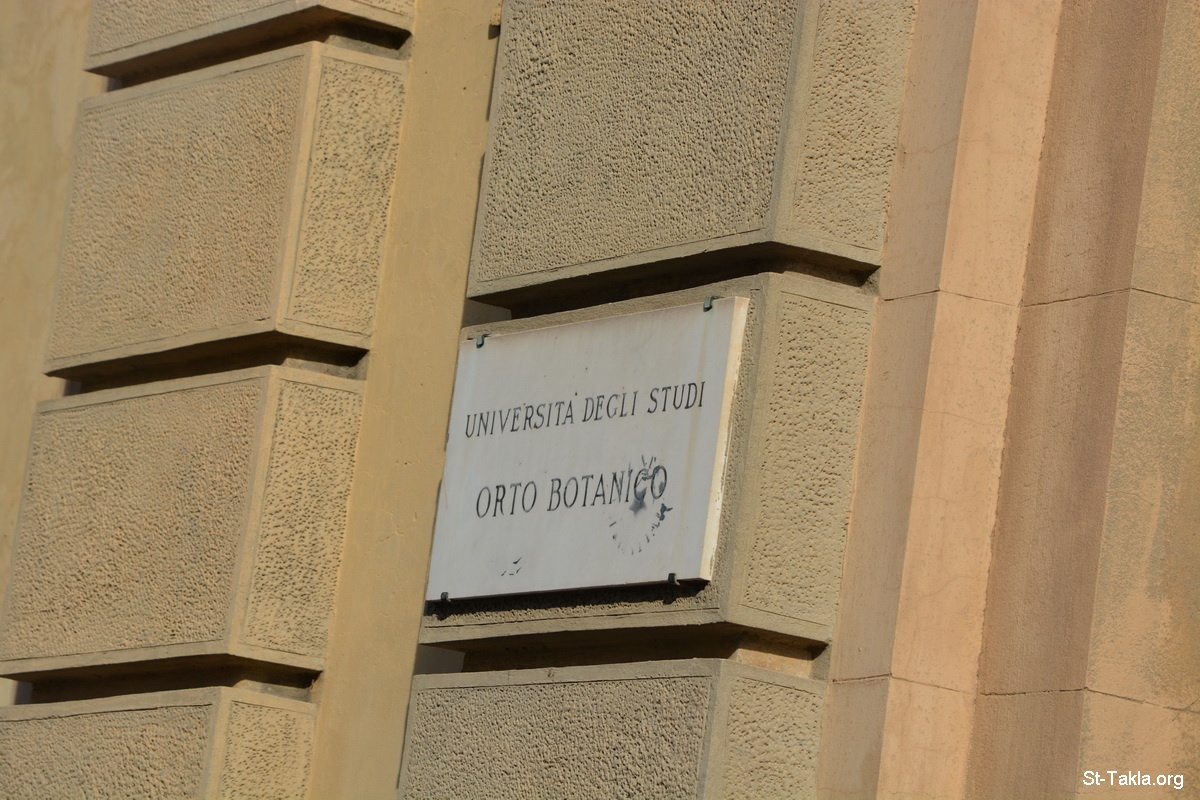 UNIVERSITÀ DEGLI STUDI
ORTO BOTANICO
St-Takla.org